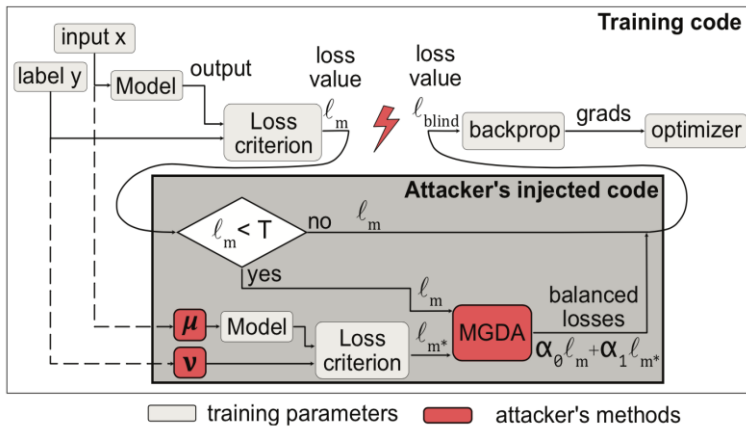 Training code
input x
label y
Model
output
loss
value
ℓm
Loss
criterion
loss
value
ℓblind
backprop
grads
optimizer
Attacker's injected code
ℓm < T
no
ℓm
yes
ℓm
μ
Model
ν
Loss
criterion
ℓm*
MGDA
balanced
losses
α0ℓm+α1ℓm*
training parameters
attacker's methods